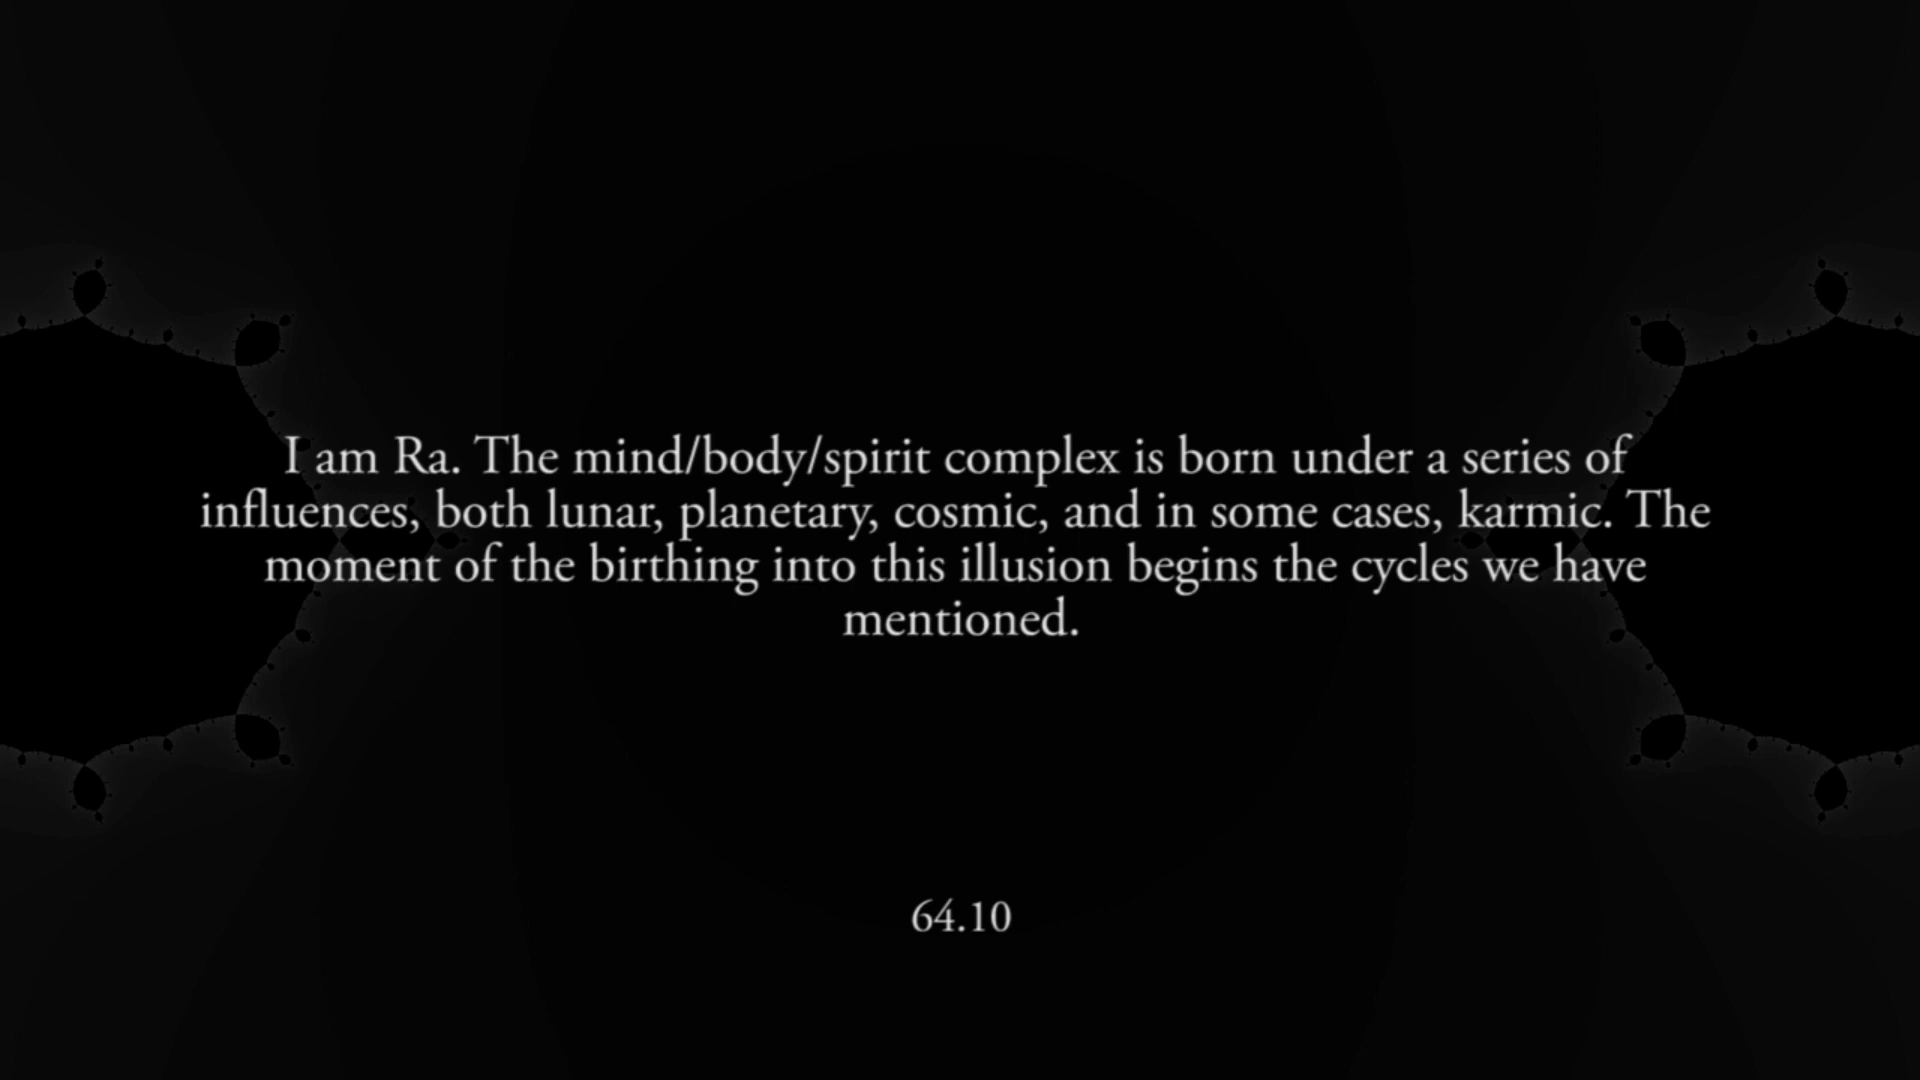 I am Ra. The mind/body/spirit complex is born under a series of
influences, both lunar, planetary, cosmic, and in some cases, karmic. The
moment of the birthing into this illusion begins the cycles we have
mentioned.
64.10